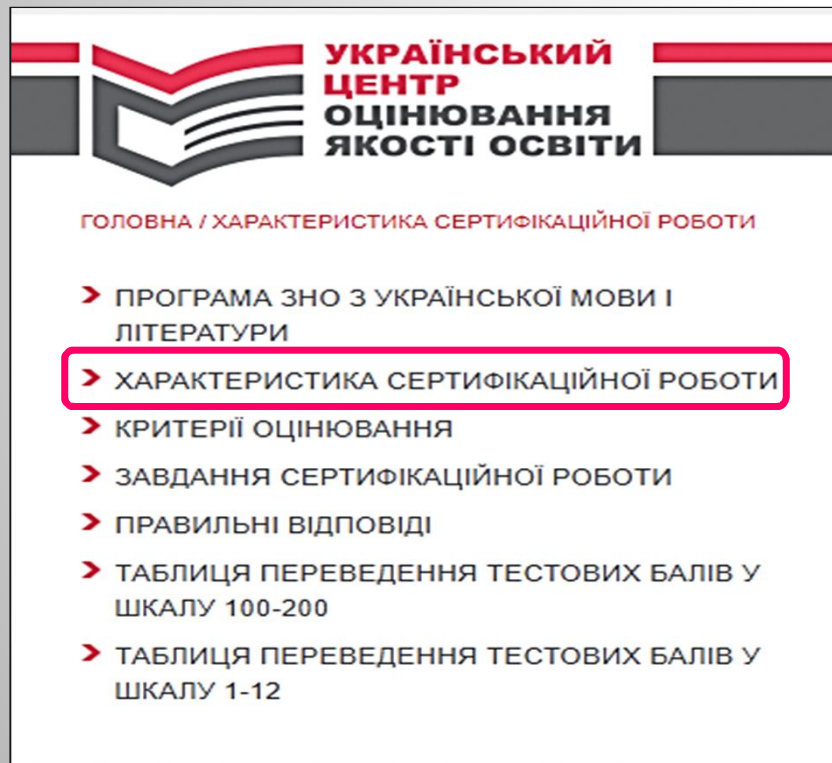 УКРАЇНСЬКИЙ
ЦЕНТР
ОЦІНЮВАННЯ
ЯКОСТІ ОСВІТИ
ГОЛОВНА / ХАРАКТЕРИСТИКА СЕРТИФІКАЦІЙНОЇ РОБОТИ
ПРОГРАМА ЗНО З УКРАЇНСЬКОЇ МОВИ І
ЛІТЕРАТУРИ
ХАРАКТЕРИСТИКА СЕРТИФІКАЦІЙНОЇ РОБОТИ
КРИТЕРІЇ ОЦІНЮВАННЯ
ЗАВДАННЯ СЕРТИФІКАЦІЙНОЇ РОБОТИ
ПРАВИЛЬНІ ВІДПОВІДІ
ТАБЛИЦЯ ПЕРЕВЕДЕННЯ ТЕСТОВИХ БАЛІВ У
ШКАЛУ 100-200
ТАБЛИЦЯ ПЕРЕВЕДЕННЯ ТЕСТОВИХ БАЛІВ У
ШКАЛУ 1-12